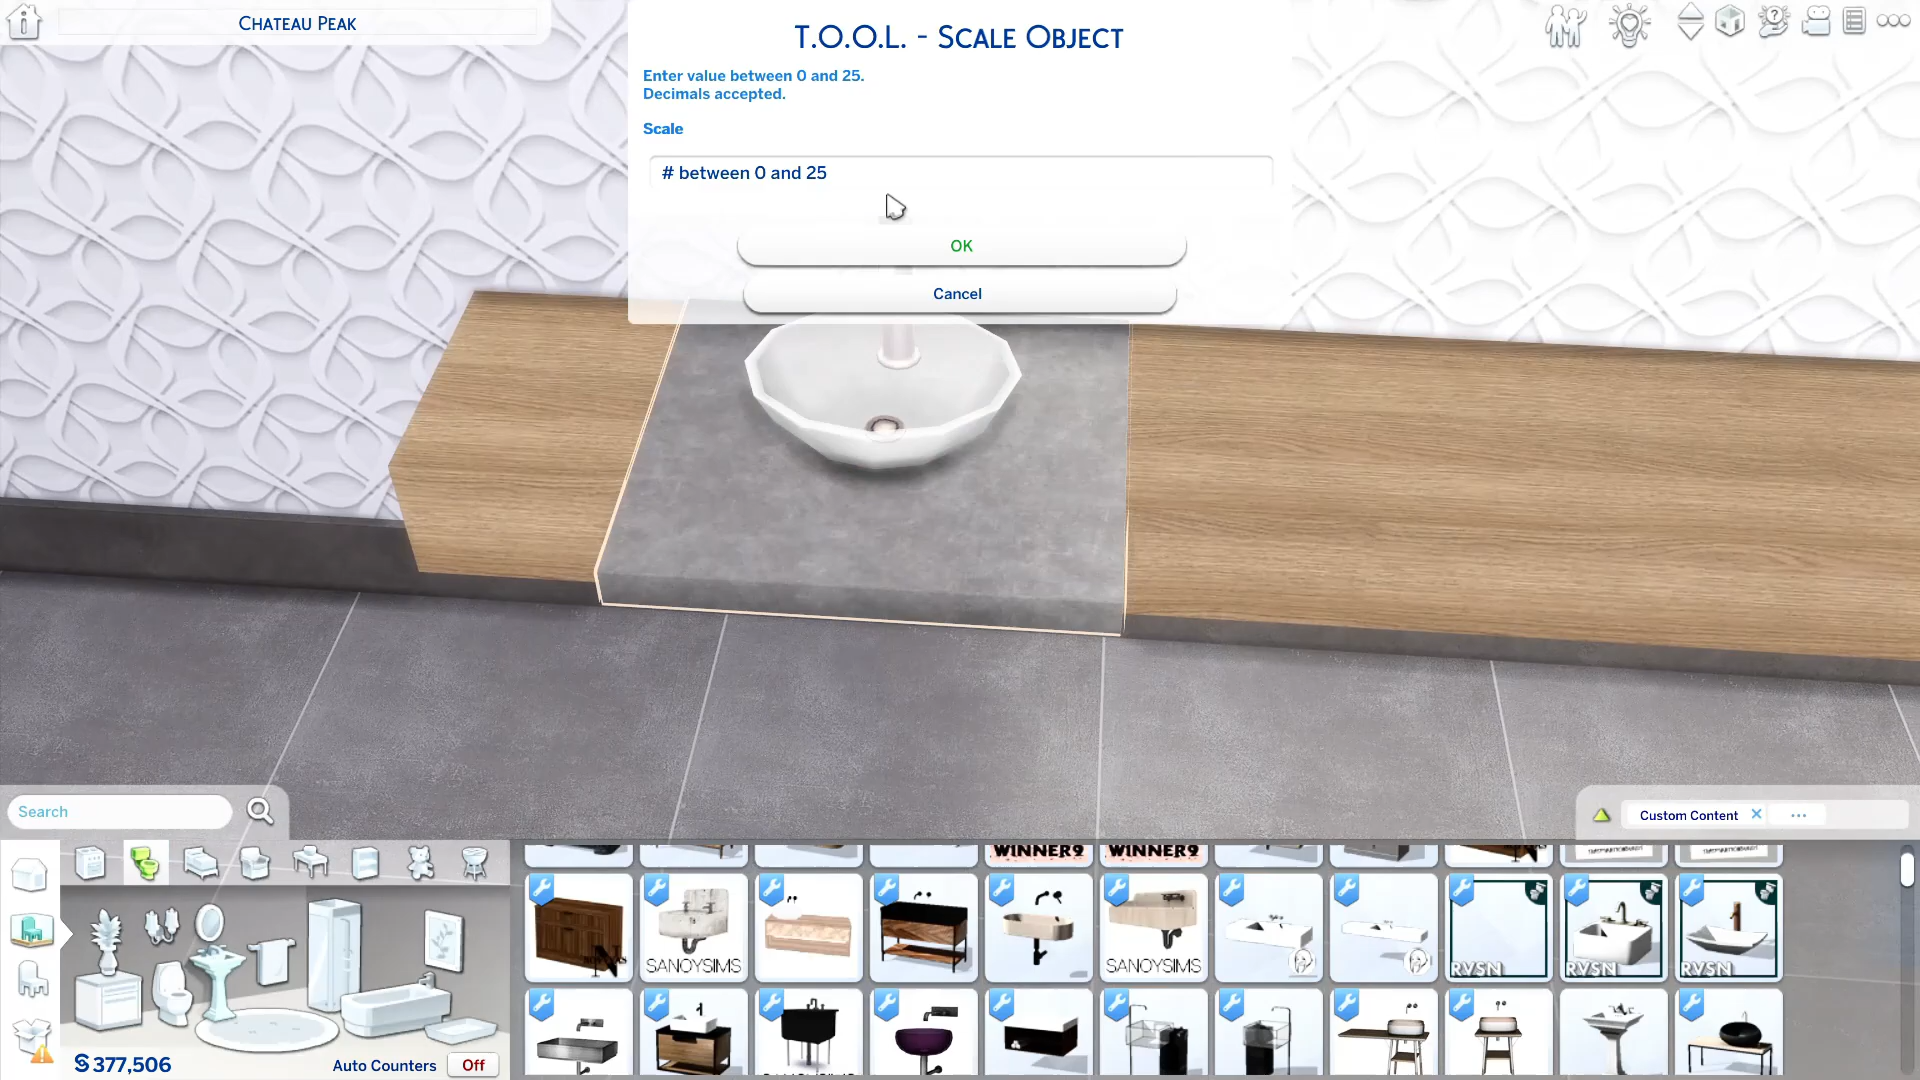 CHATEAU PEAK
T.O.O.L. - SCALE OBJECT
Enter value between 0 and 25.
Decimals accepted.
Scale
# between 0 and 25
OK
Cancel
Search
Custom Content
WINNER9
WINNER9
SANOYSIMS
SANOYSIMS
RVSN
RVSN
RVSN
§377,506
Auto Counters
Off